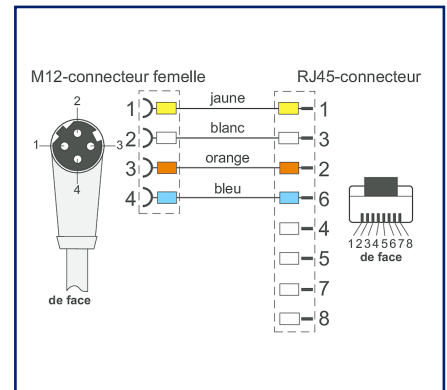 M12-connecteur femelle
RJ45-connecteur
2
1
3
4
de face
1 jaune 1
2 blanc 3
3 orange 2
4 bleu 6
4
5
7
8
12345678
de face